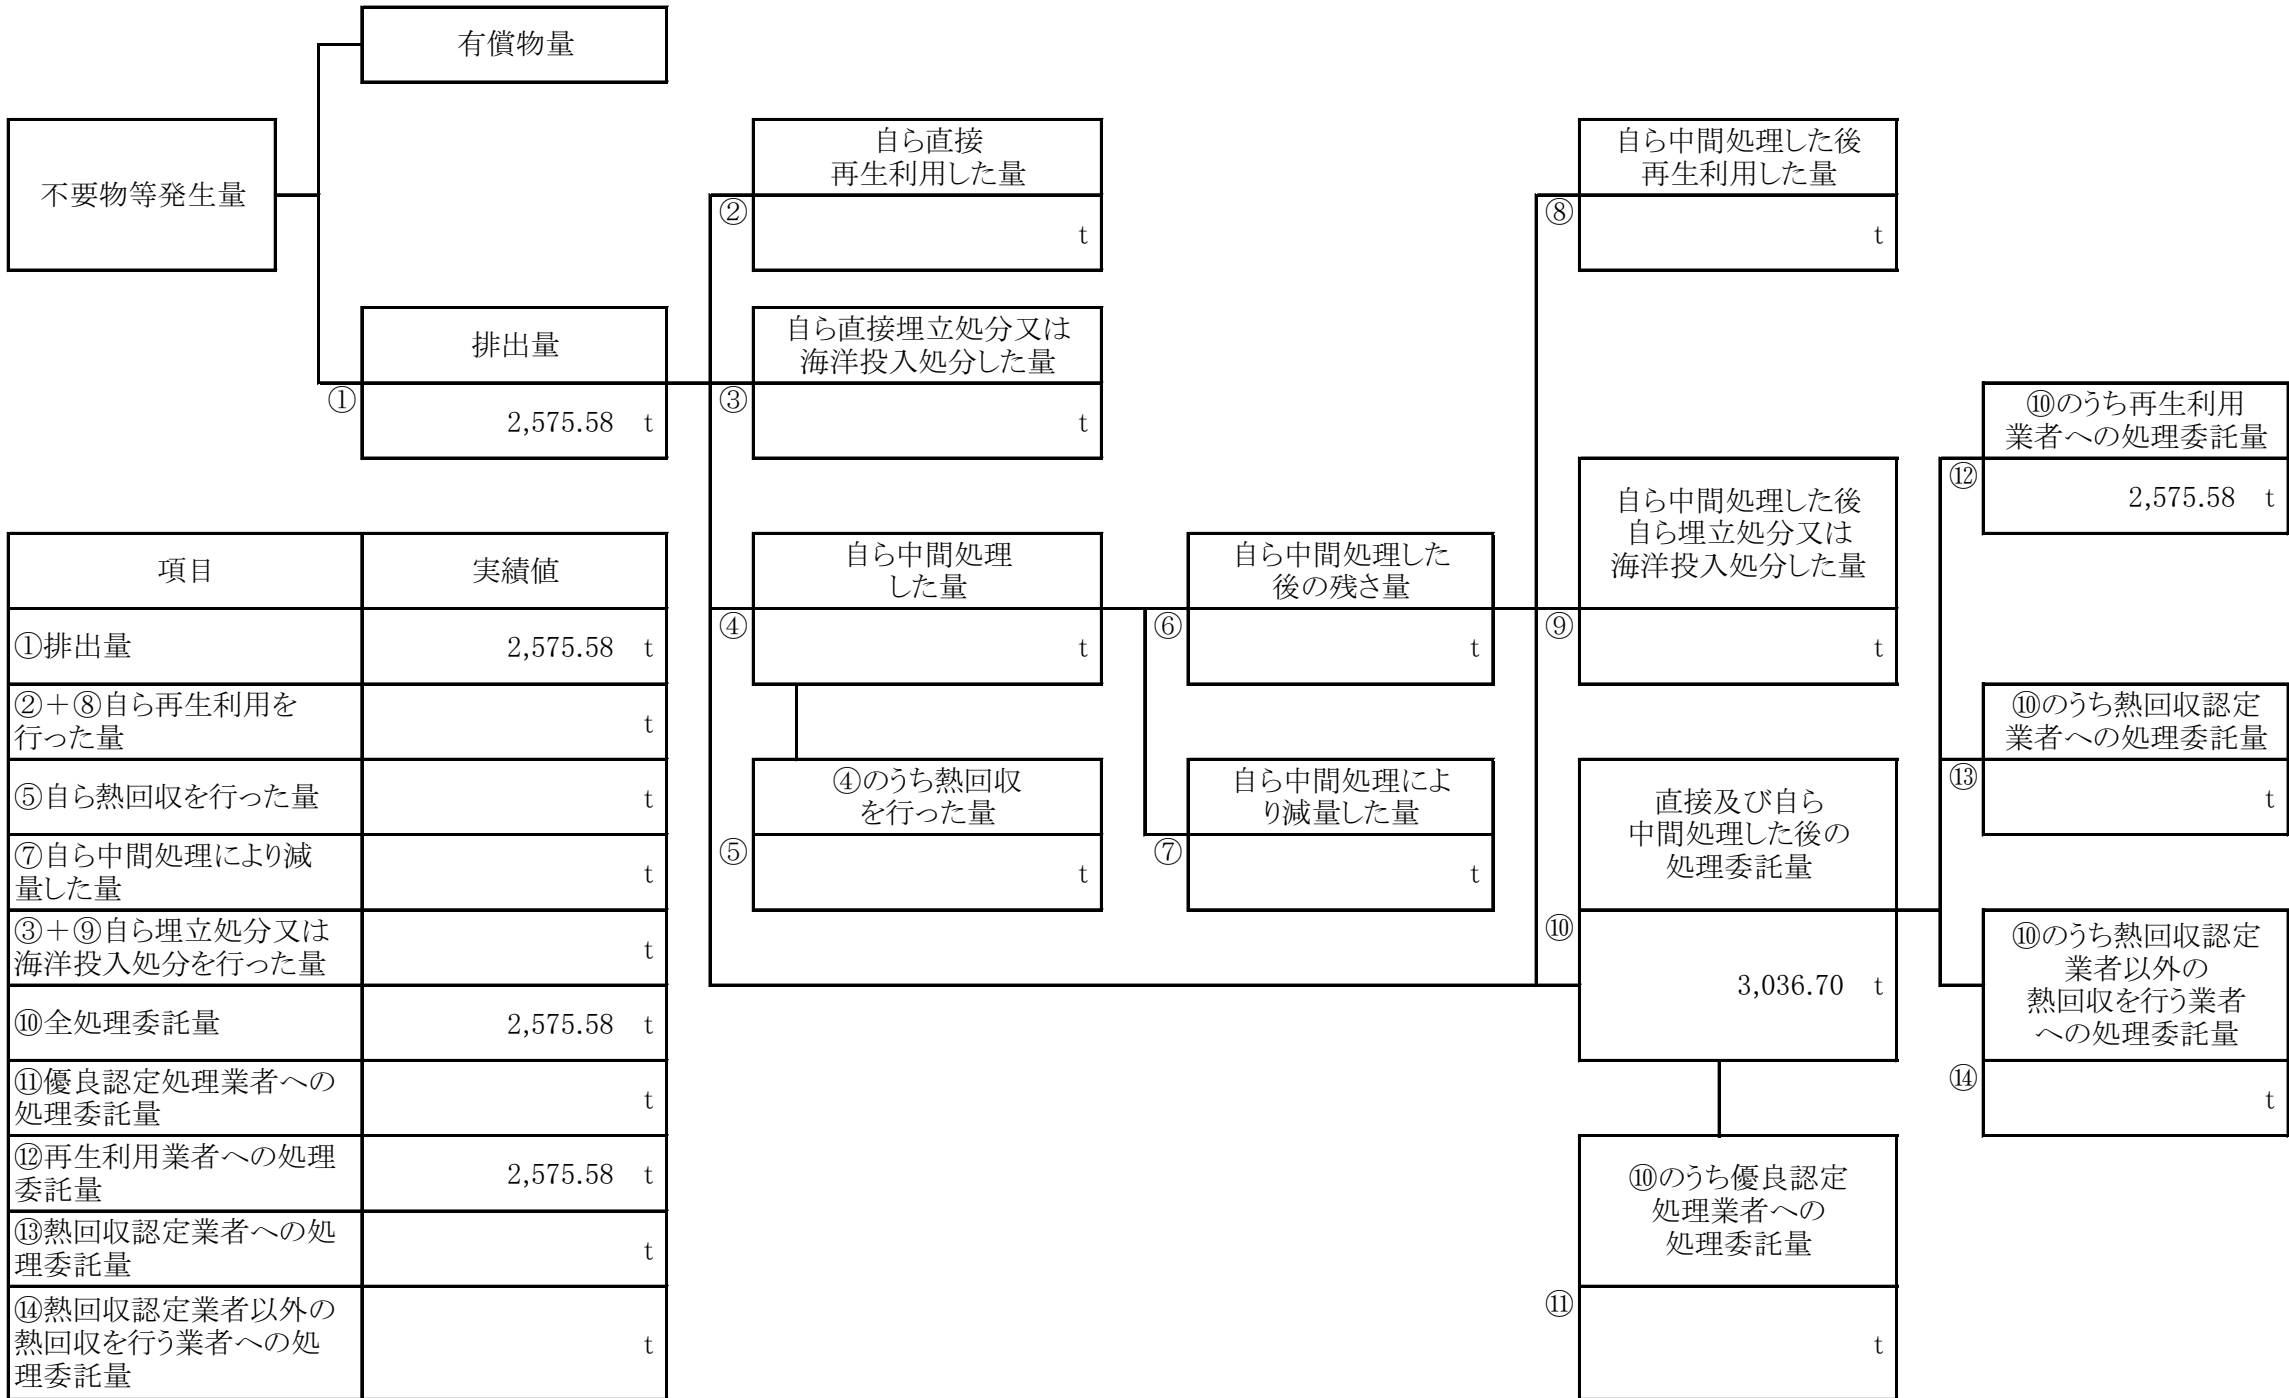 有償物量
不要物等発生量
排出量
①
2,575.58 t
自ら直接
再生利用した量
②
t
自ら直接埋立処分又は
海洋投入処分した量
③
t
自ら中間処理
した量
④
t
④のうち熱回収
を行った量
⑤
t
自ら中間処理した
後の残さ量
⑥
t
自ら中間処理によ
り減量した量
⑦
t
自ら中間処理した後
再生利用した量
⑧
t
自ら中間処理した後
自ら埋立処分又は
海洋投入処分した量
⑨
t
直接及び自ら
中間処理した後の
処理委託量
⑩
3,036.70 t
⑩のうち優良認定
処理業者への
処理委託量
⑪
t
⑩のうち再生利用
業者への処理委託量
⑫
2,575.58 t
⑩のうち熱回収認定
業者への処理委託量
⑬
t
⑩のうち熱回収認定
業者以外の
熱回収を行う業者
への処理委託量
⑭
t
項目 実績値
①排出量 2,575.58 t
②＋⑧自ら再生利用を
行った量
t
⑤自ら熱回収を行った量 t
⑦自ら中間処理により減
量した量
t
③＋⑨自ら埋立処分又は
海洋投入処分を行った量
t
⑩全処理委託量 2,575.58 t
⑪優良認定処理業者への
処理委託量
t
⑫再生利用業者への処理
委託量
2,575.58 t
⑬熱回収認定業者への処
理委託量
t
⑭熱回収認定業者以外の
熱回収を行う業者への処
理委託量
t